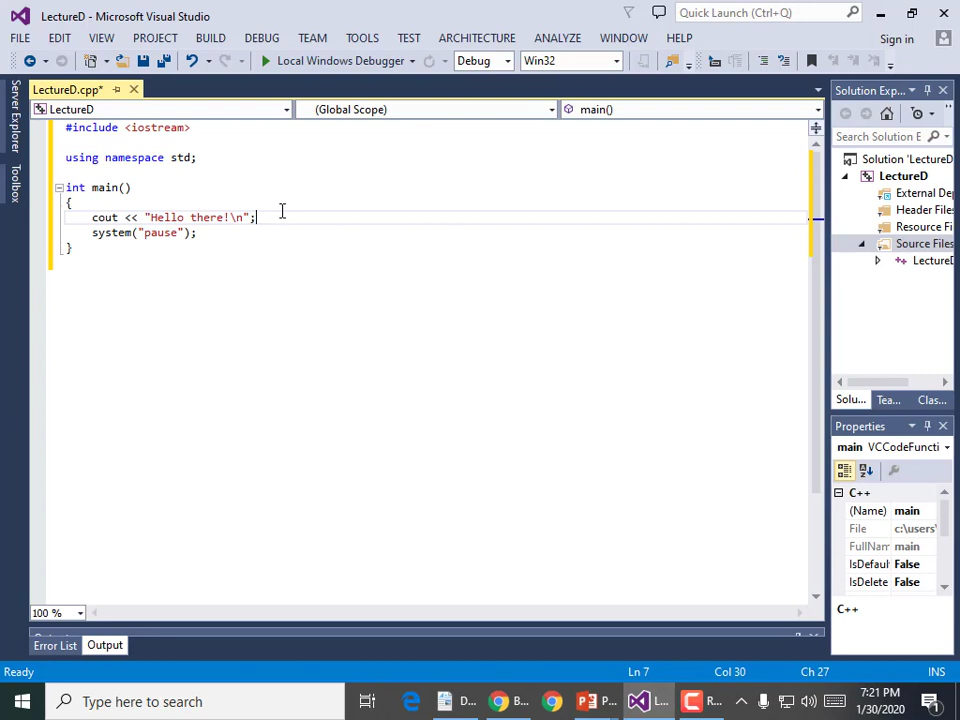 LectureD - Microsoft Visual Studio
Quick Launch (Ctrl+Q)
FILE EDIT VIEW PROJECT BUILD DEBUG TEAM TOOLS TEST ARCHITECTURE ANALYZE WINDOW HELP Sign in
Local Windows Debugger Debug Win32
Server Explorer
Toolbox
LectureD.cpp*
LectureD (Global Scope) main()
#include <iostream>
using namespace std;
int main()
{
cout << "Hello there!\n";
system("pause");
}
100 %
Solution Exp...
Search Solution
Solution 'LectureD
LectureD
External De
Header Files
Resource Fi
Source Files
LectureD
Solu... Tea... Clas...
Properties
main VCCodeFuncti
C++
(Name) main
File c:\users\
FullNam main
IsDefaul False
IsDelete False
C++
Error List Output
Ready Ln 7 Col 30 Ch 27 INS
Type here to search
D... B... P... L... R...
7:21 PM
1/30/2020
1